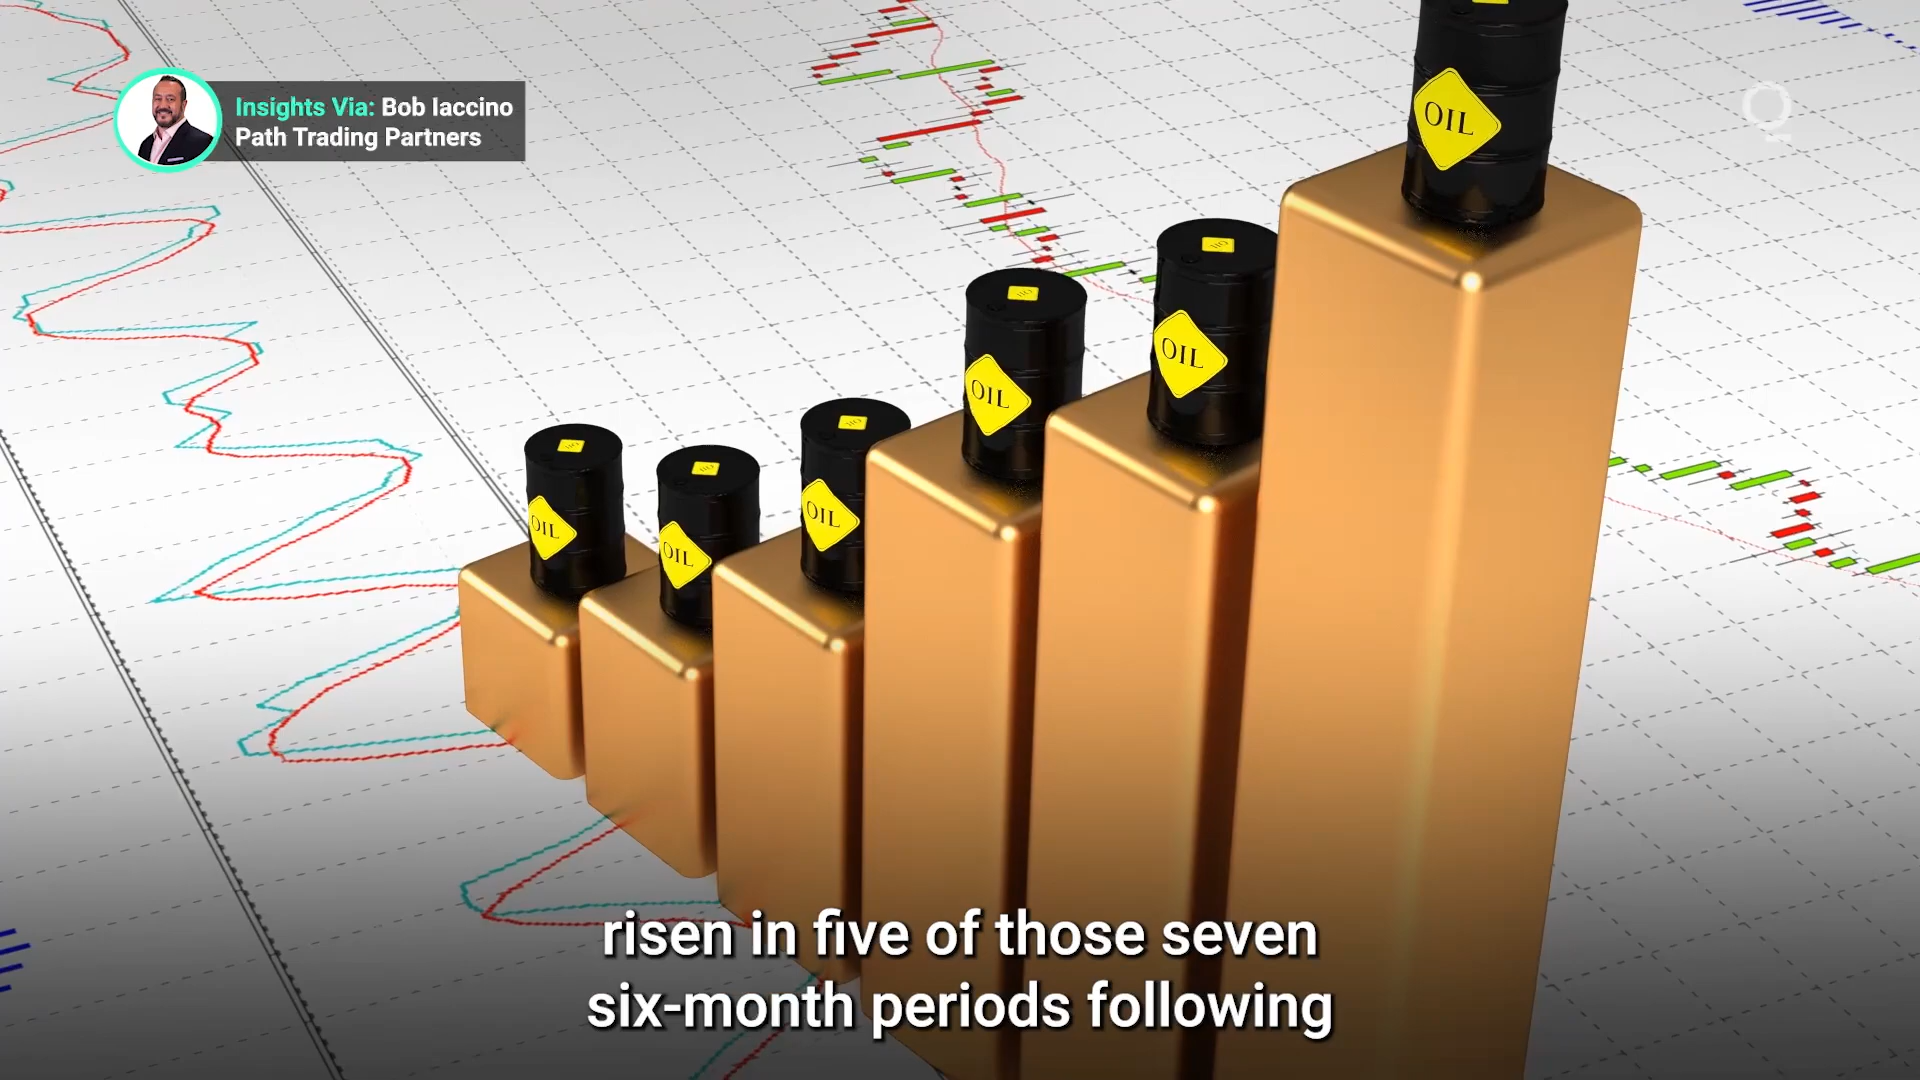 Insights Via: Bob Iaccino
Path Trading Partners
OIL
OIL
OIL
OIL
OIL
OIL
risen in five of those seven
six-month periods following